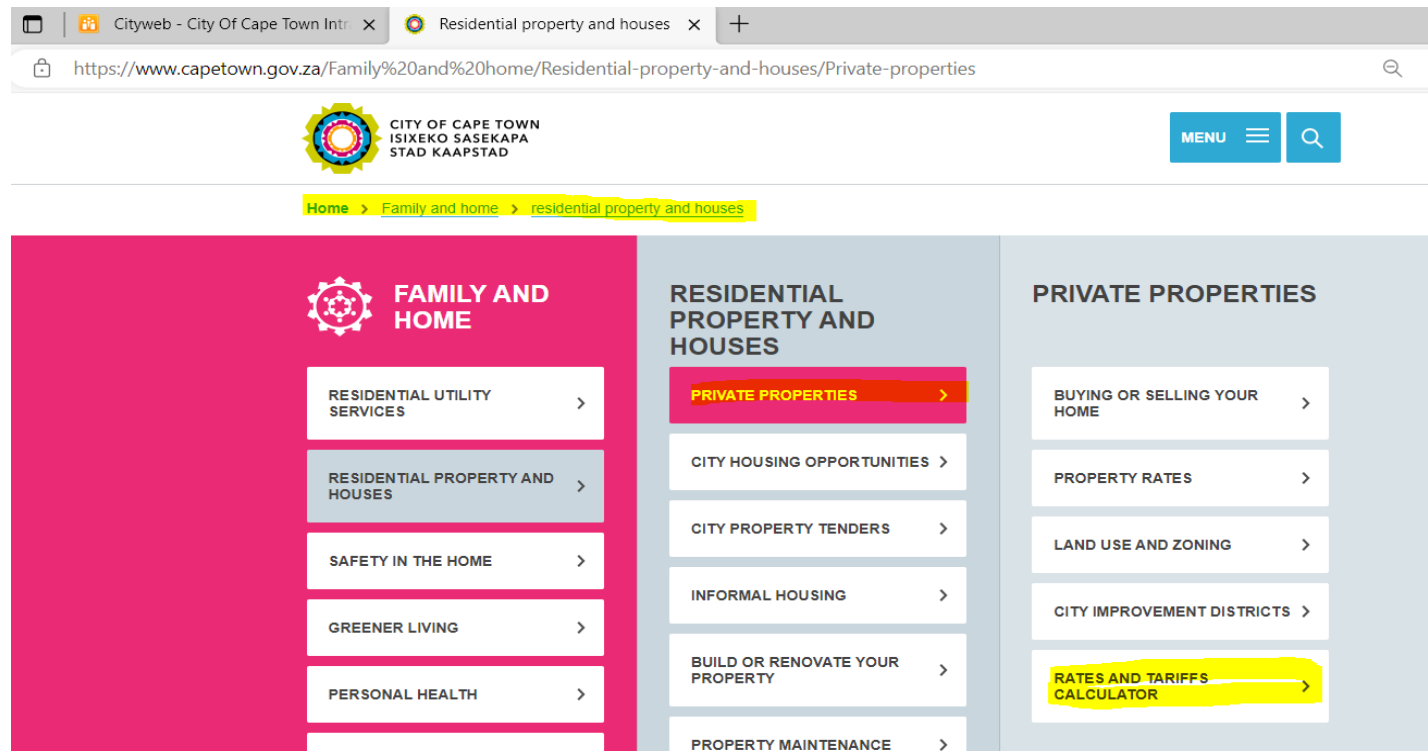 Cityweb - City Of Cape Town Intr
Residential property and houses
https://www.capetown.gov.za/Family%20and%20home/Residential-property-and-houses/Private-properties
CITY OF CAPE TOWN
ISIXEKO SASEKAPA
STAD KAAPSTAD
MENU
Home > Family and home > residential property and houses
FAMILY AND
HOME
RESIDENTIAL UTILITY
SERVICES
RESIDENTIAL PROPERTY AND
HOUSES
SAFETY IN THE HOME
GREENER LIVING
PERSONAL HEALTH
RESIDENTIAL
PROPERTY AND
HOUSES
PRIVATE PROPERTIES
CITY HOUSING OPPORTUNITIES
CITY PROPERTY TENDERS
INFORMAL HOUSING
BUILD OR RENOVATE YOUR
PROPERTY
PROPERTY MAINTENANCE
PRIVATE PROPERTIES
BUYING OR SELLING YOUR
HOME
PROPERTY RATES
LAND USE AND ZONING
CITY IMPROVEMENT DISTRICTS
RATES AND TARIFFS
CALCULATOR